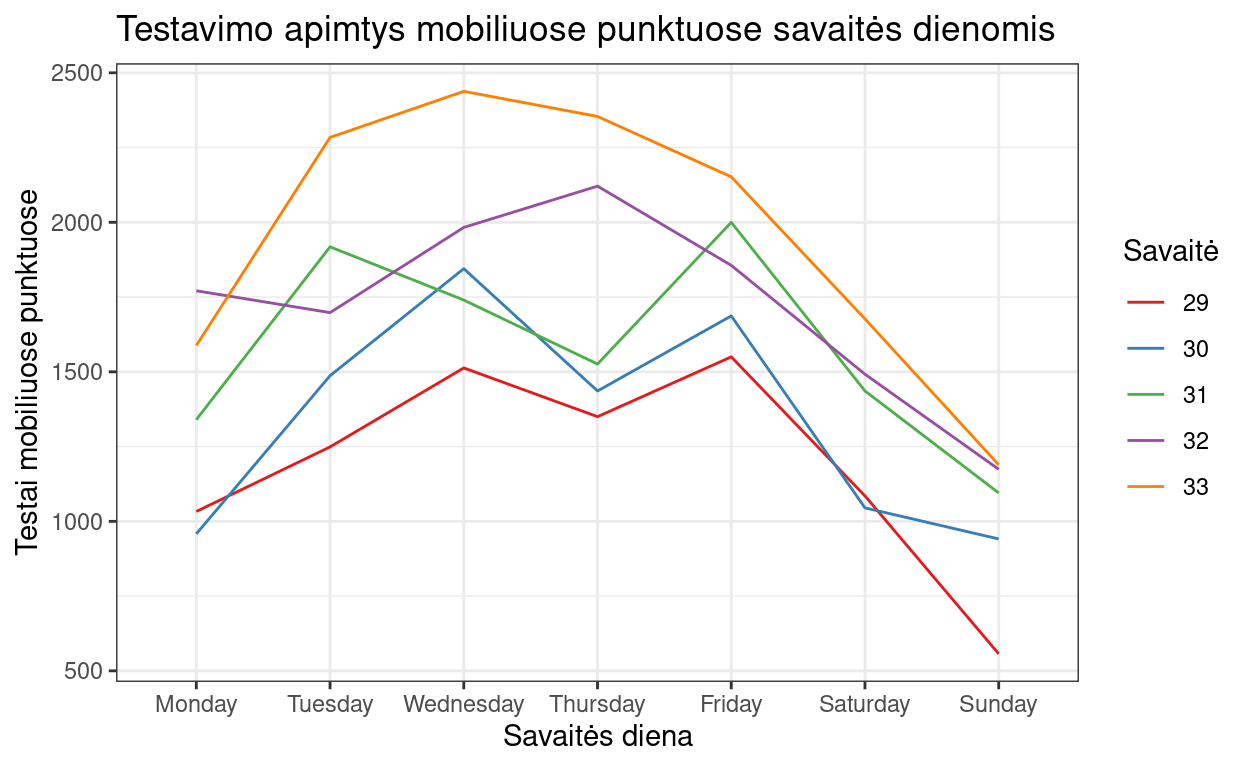 Testavimo apimtys mobiliuose punktuose savaitės dienomis
Testai mobiliuose punktuose
2500
2000
1500
1000
500
Monday Tuesday Wednesday Thursday Friday Saturday Sunday
Savaitės diena
Savaitė
29
30
31
32
33